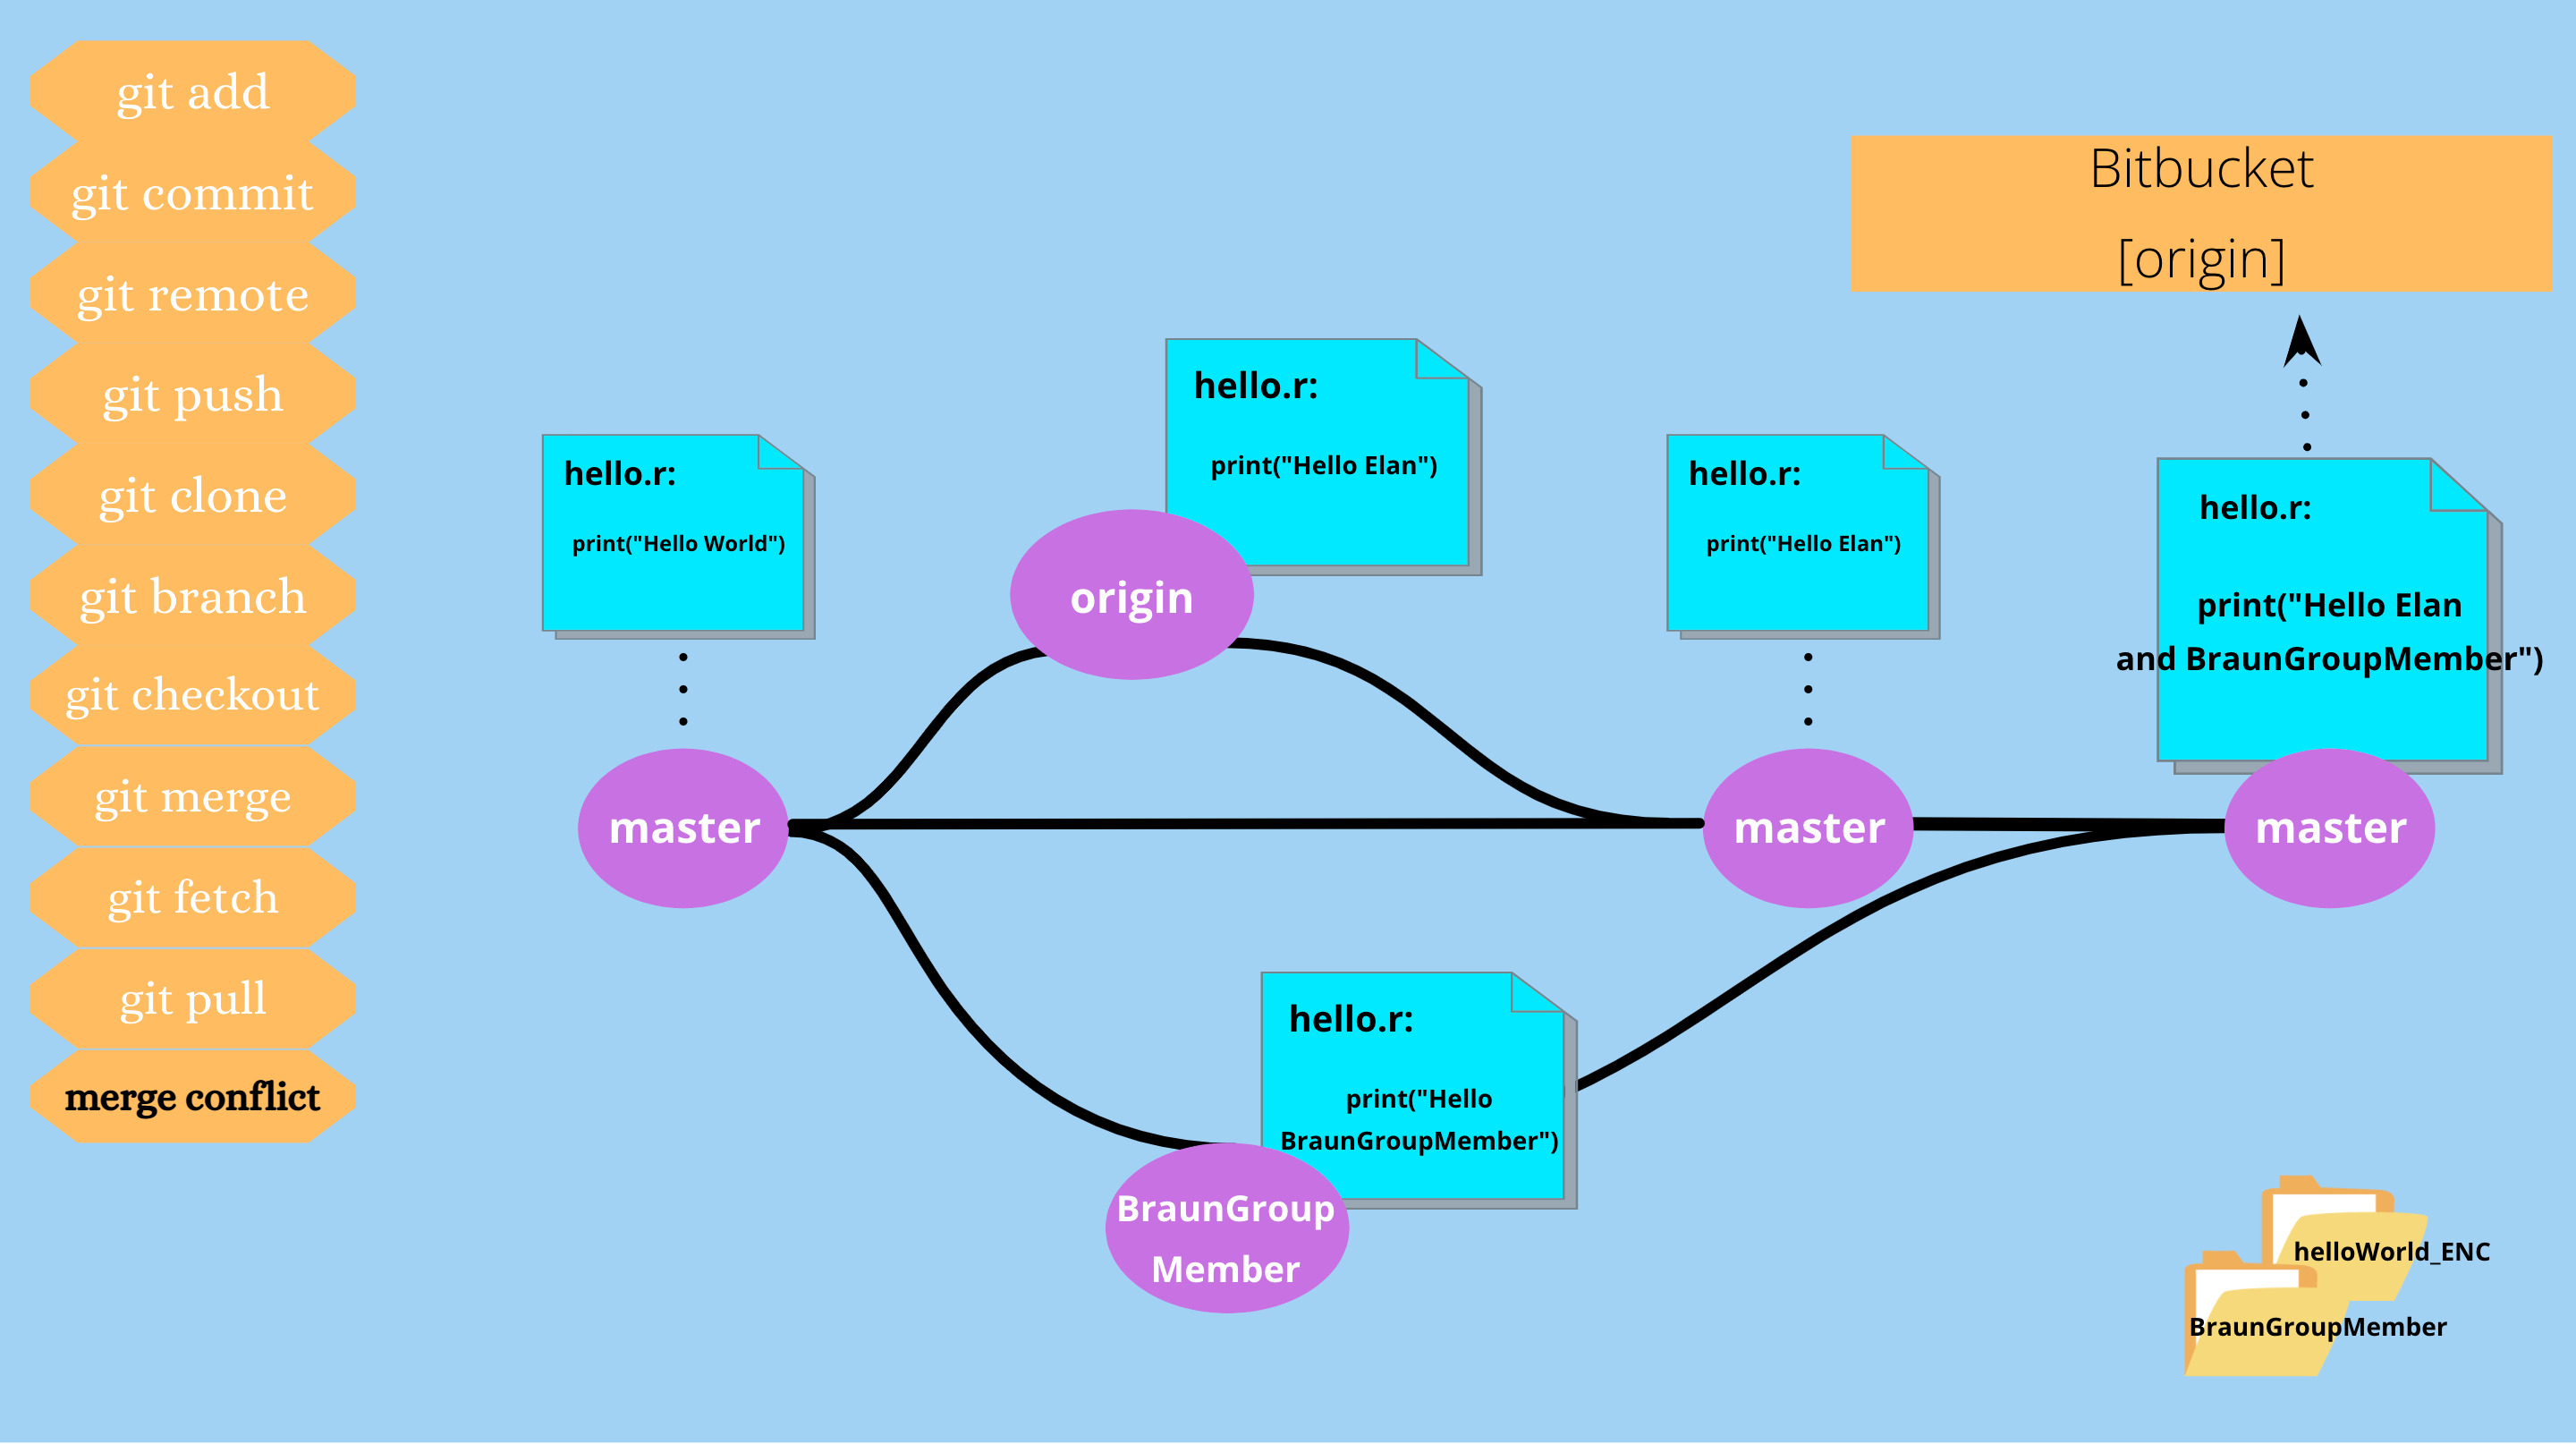 git add
git commit
git remote
git push
git clone
git branch
git checkout
git merge
git fetch
git pull
merge conflict
hello.r:
print("Hello World")
master
hello.r:
print("Hello Elan")
origin
hello.r:
print("Hello
BraunGroupMember")
BraunGroup
Member
hello.r:
print("Hello Elan")
master
Bitbucket
[origin]
hello.r:
print("Hello Elan
and BraunGroupMember")
master
helloWorld_ENC
BraunGroupMember